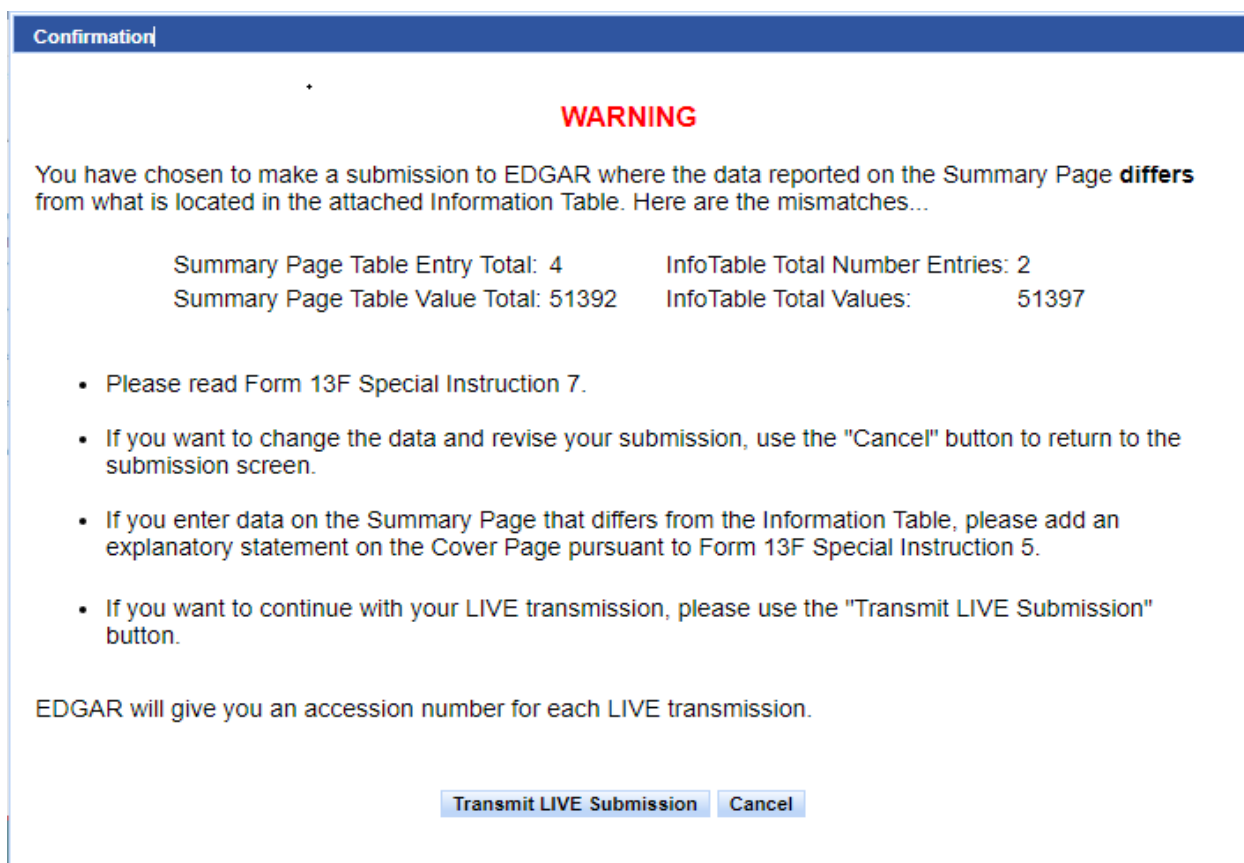 Confirmation
WARNING
You have chosen to make a submission to EDGAR where the data reported on the Summary Page differs
from what is located in the attached Information Table. Here are the mismatches...
Summary Page Table Entry Total: 4 InfoTable Total Number Entries: 2
Summary Page Table Value Total: 51392 InfoTable Total Values: 51397
• Please read Form 13F Special Instruction 7.
• If you want to change the data and revise your submission, use the "Cancel" button to return to the
submission screen.
• If you enter data on the Summary Page that differs from the Information Table, please add an
explanatory statement on the Cover Page pursuant to Form 13F Special Instruction 5.
• If you want to continue with your LIVE transmission, please use the "Transmit LIVE Submission"
button.
EDGAR will give you an accession number for each LIVE transmission.
Transmit LIVE Submission Cancel